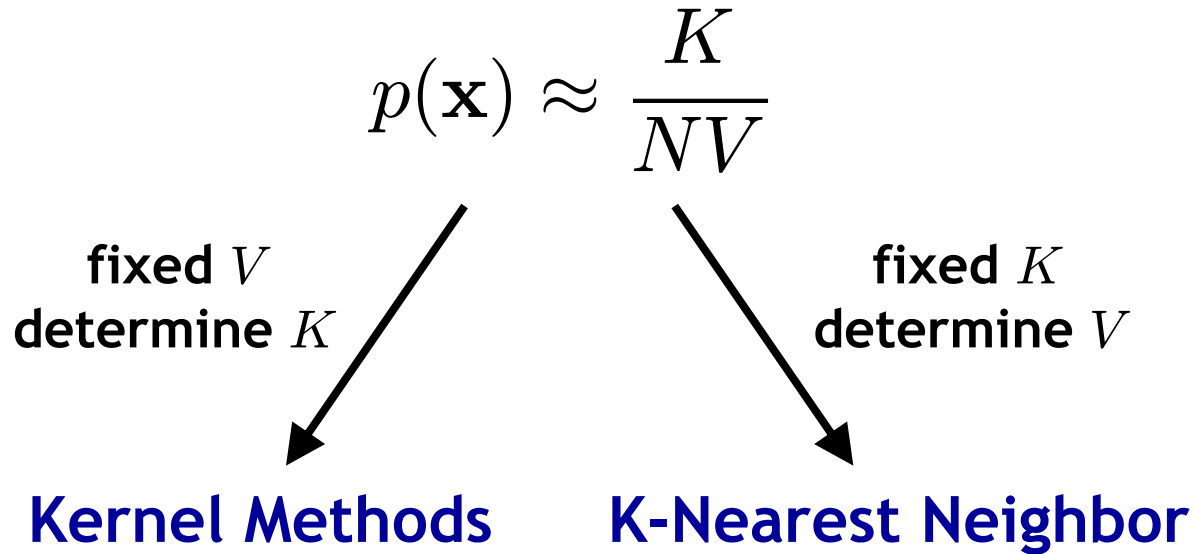 p(x) ≈ K/NV
fixed V
determine K
fixed K
determine V
Kernel Methods
K-Nearest Neighbor